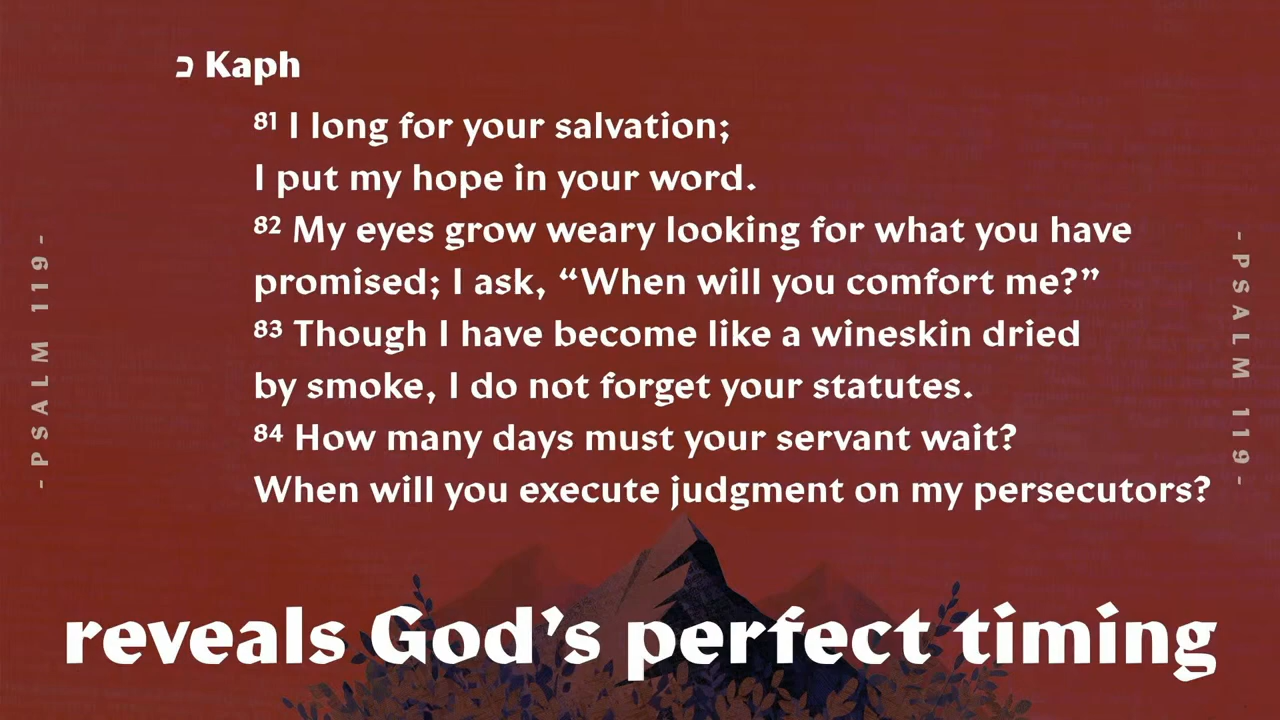 כ Kaph
81 I long for your salvation;
I put my hope in your word.
82 My eyes grow weary looking for what you have
promised; I ask, “When will you comfort me?”
83 Though I have become like a wineskin dried
by smoke, I do not forget your statutes.
84 How many days must your servant wait?
When will you execute judgment on my persecutors?
- PSALM 119 -
- PSALM 119 -
reveals God’s perfect timing